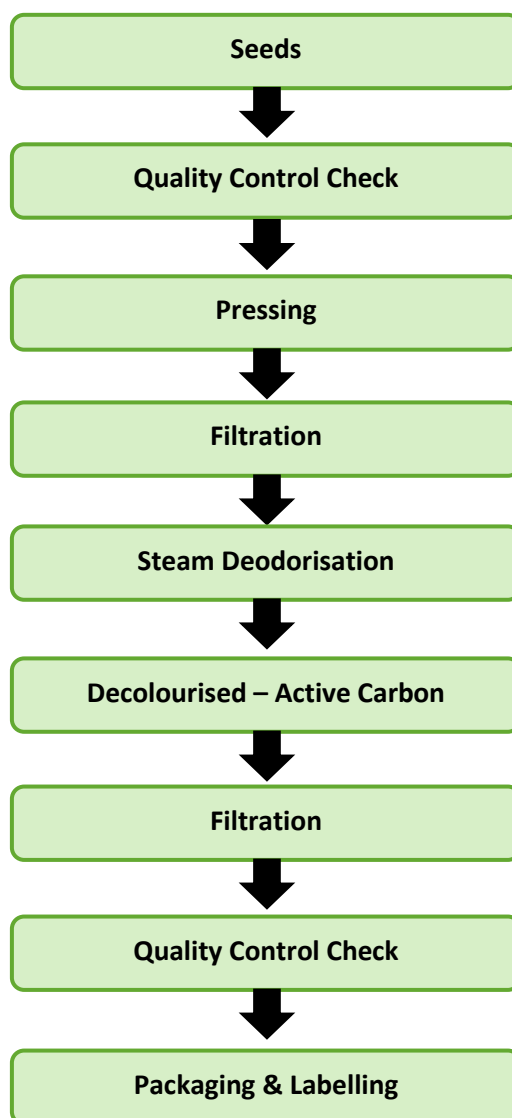 Seeds
Quality Control Check
Pressing
Filtration
Steam Deodorisation
Decolourised – Active Carbon
Filtration
Quality Control Check
Packaging & Labelling